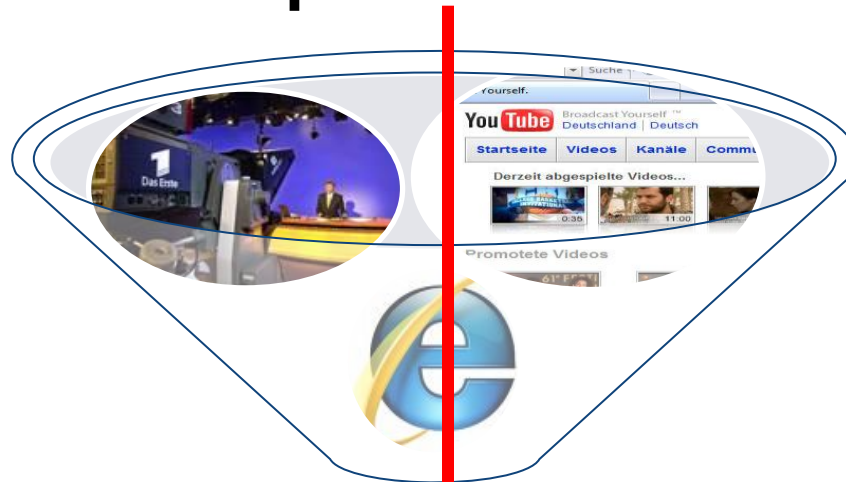 Das Erste
Suche
Yourself.
YouTube
Broadcast Yourself ™
Deutschland | Deutsch
Startseite Videos Kanäle Commu
Derzeit abgespielte Videos...
0:35
11:00
Promotete Videos